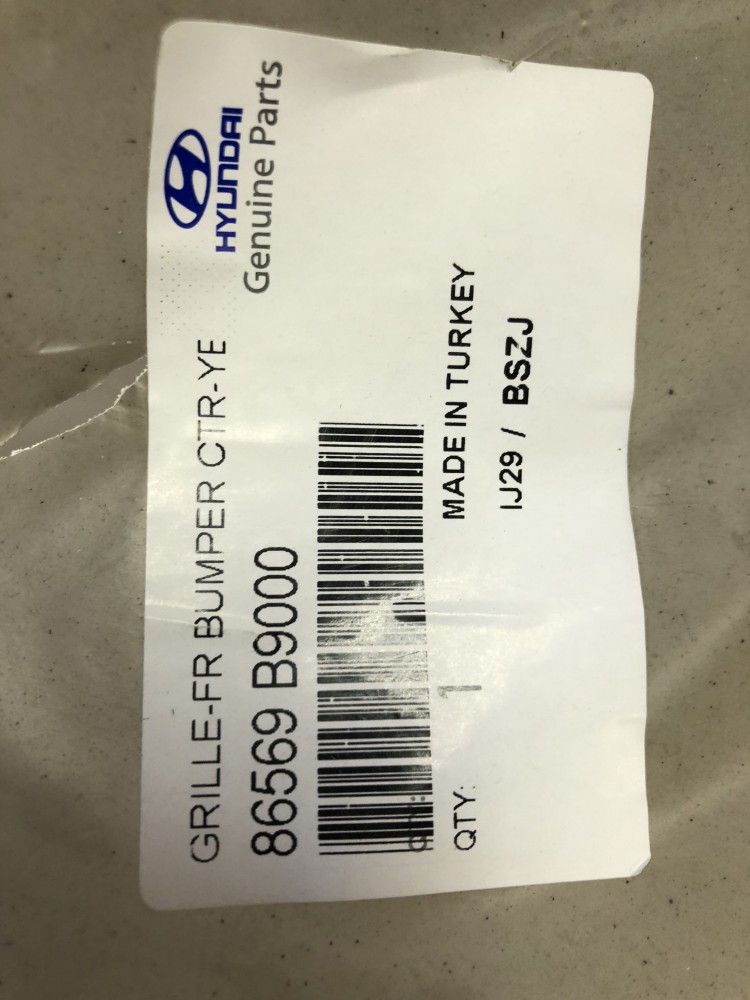 HYUNDAI
Genuine Parts
GRILLE-FR BUMPER CTR-YE
86569 B9000
QTY: 1
MADE IN TURKEY
IJ29 / BSZJ